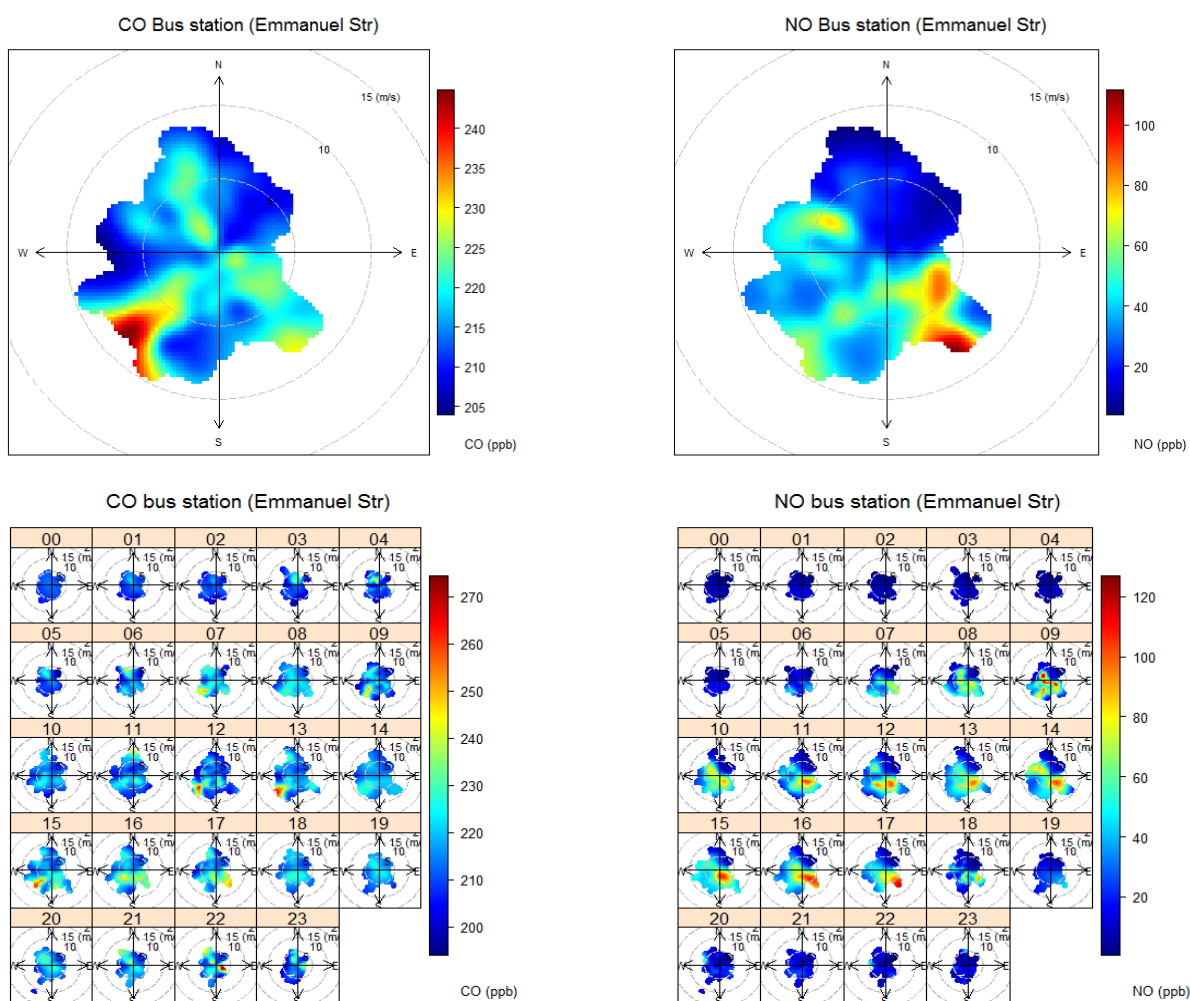 CO Bus station (Emmanuel Str)
NO Bus station (Emmanuel Str)
N
15 (m/s)
10
5
W
E
S
240
235
230
225
220
215
210
205
CO (ppb)
N
15 (m/s)
10
5
W
E
S
100
80
60
40
20
NO (ppb)
CO bus station (Emmanuel Str)
00 01 02 03 04
05 06 07 08 09
10 11 12 13 14
15 16 17 18 19
20 21 22 23
270
260
250
240
230
220
210
200
CO (ppb)
NO bus station (Emmanuel Str)
00 01 02 03 04
05 06 07 08 09
10 11 12 13 14
15 16 17 18 19
20 21 22 23
120
100
80
60
40
20
NO (ppb)